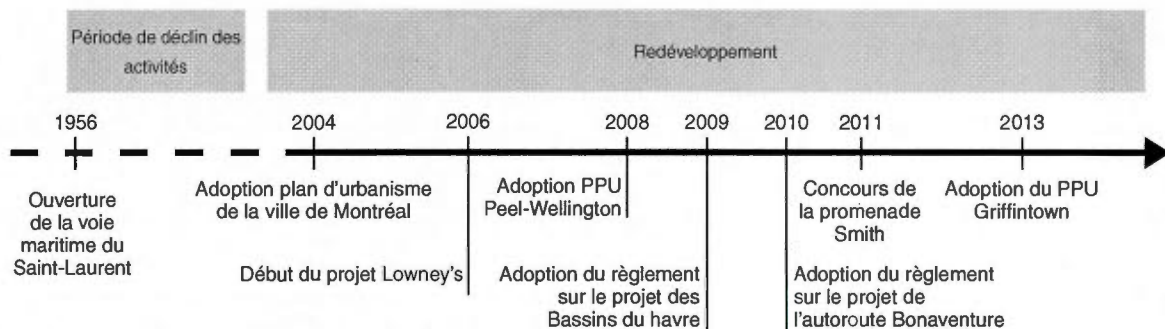 Période de déclin des
activités
Redéveloppement
1956
2004
2006
2008
2009
2010
2011
2013
Ouverture
de la voie
maritime du
Saint-Laurent
Adoption plan d'urbanisme
de la ville de Montréal
Début du projet Lowney's
Adoption PPU
Peel-Wellington
Adoption du règlement
sur le projet des
Bassins du havre
Adoption du règlement
sur le projet de
l'autoroute Bonaventure
Concours de
la promenade
Smith
Adoption du PPU
Griffintown